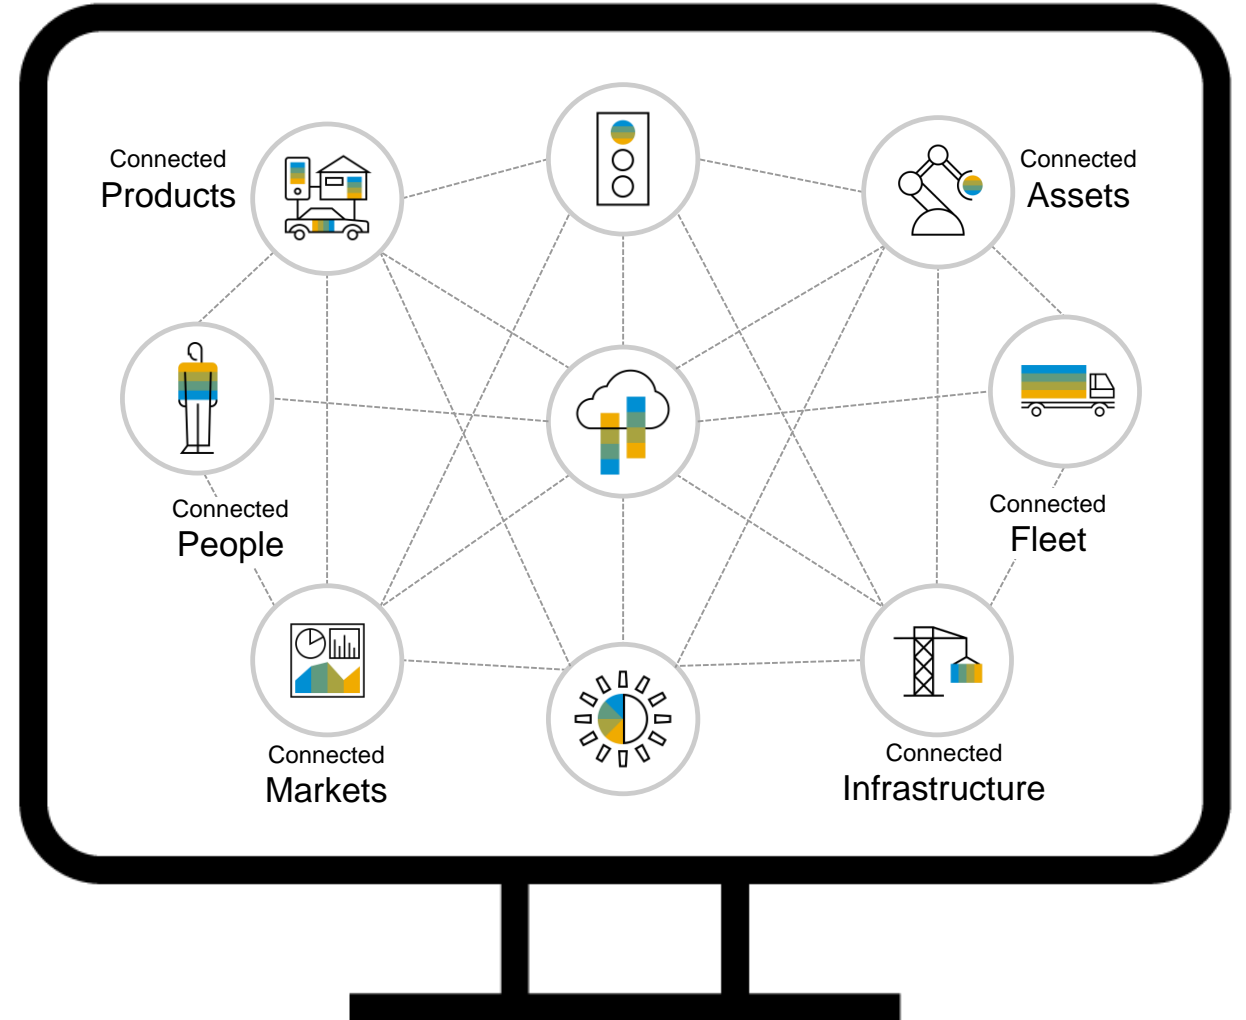 Connected
Products
Connected
Assets
Connected
People
Connected
Fleet
Connected
Markets
Connected
Infrastructure